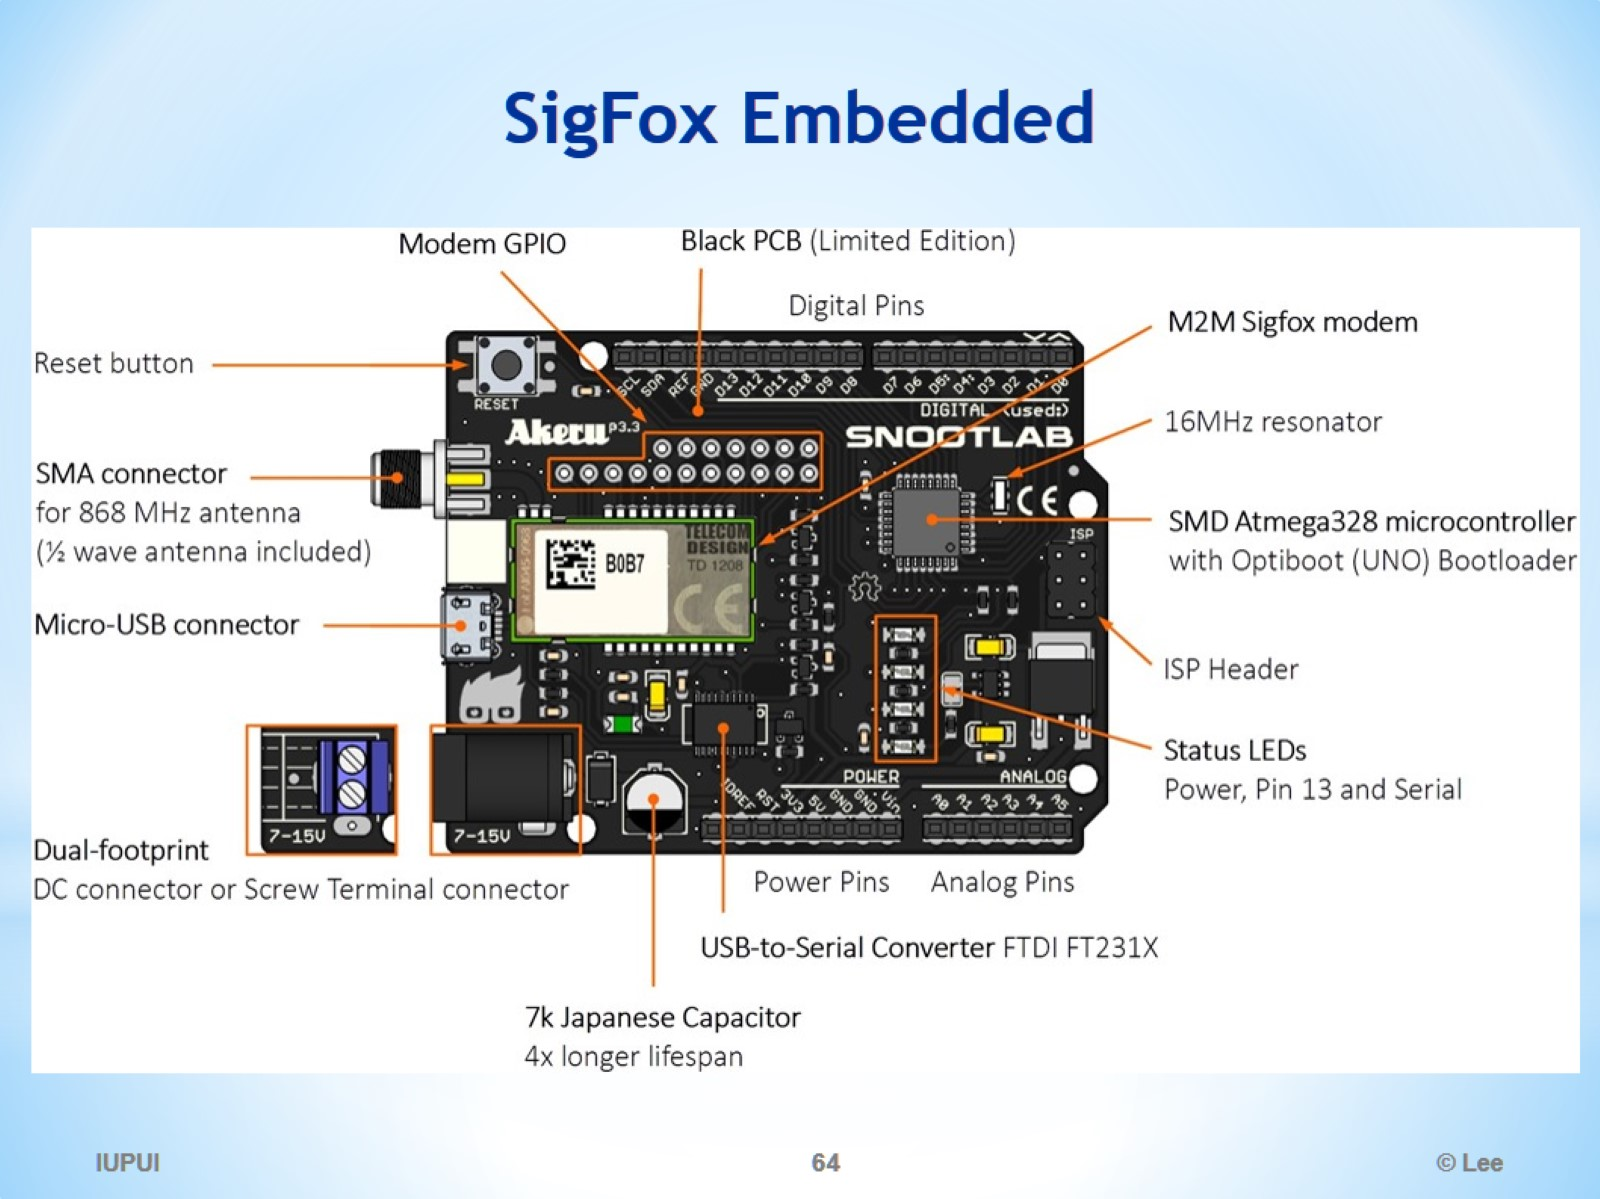 SigFox Embedded
Modem GPIO
Black PCB (Limited Edition)
Digital Pins
M2M Sigfox modem
Reset button
RESET
SCL SDA REF GND D13 D12 D11 D10 D9 D8 D7 D6 D5: D4: D3 D2 D1 D0
DIGITAL (used:)
Akeru P3.3
SNOOTLAB
16MHz resonator
SMA connector
for 868 MHz antenna
(½ wave antenna included)
CE
ISP
SMD Atmega328 microcontroller
with Optiboot (UNO) Bootloader
TELECOM
DESIGN
TD 1208
B0B7
CE
Micro-USB connector
ISP Header
Status LEDs
Power, Pin 13 and Serial
POWER
ANALOG
IOREF RST 3V3 5V GND GND Vin
A0 A1 A2 A3 A4 A5
7-15V
7-15V
Dual-footprint
DC connector or Screw Terminal connector
Power Pins
Analog Pins
USB-to-Serial Converter FTDI FT231X
7k Japanese Capacitor
4x longer lifespan
IUPUI
64
© Lee